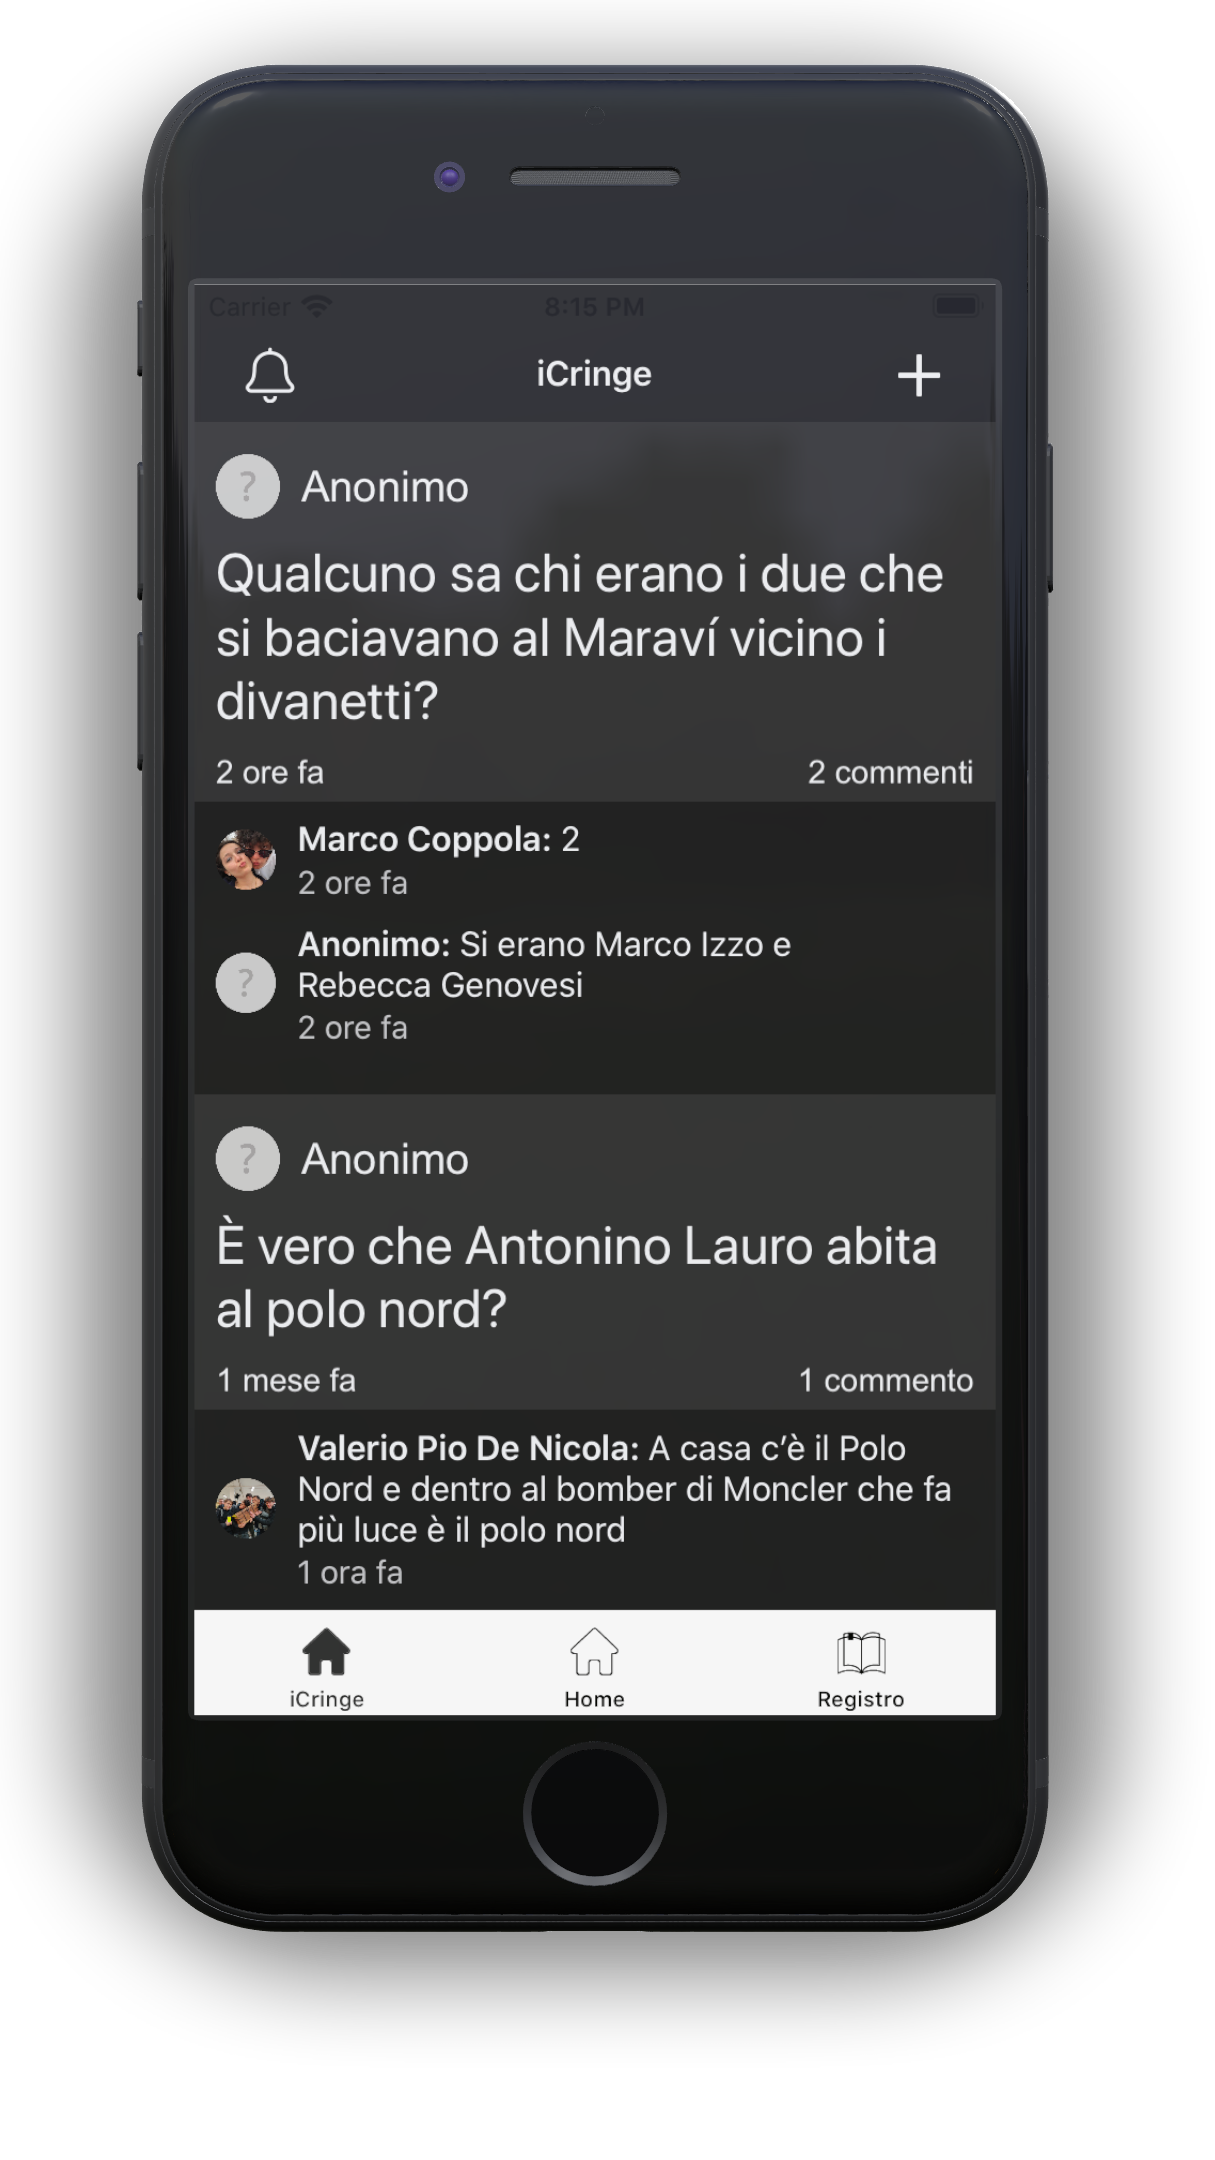 Carrier 8:15 PM
iCringe
? Anonimo
Qualcuno sa chi erano i due che
si baciavano al Maraví vicino i
divanetti?
2 ore fa 2 commenti
Marco Coppola: 2
2 ore fa
Anonimo: Si erano Marco Izzo e
? Rebecca Genovesi
2 ore fa
? Anonimo
È vero che Antonino Lauro abita
al polo nord?
1 mese fa 1 commento
Valerio Pio De Nicola: A casa c’è il Polo
Nord e dentro al bomber di Moncler che fa
più luce è il polo nord
1 ora fa
iCringe Home Registro